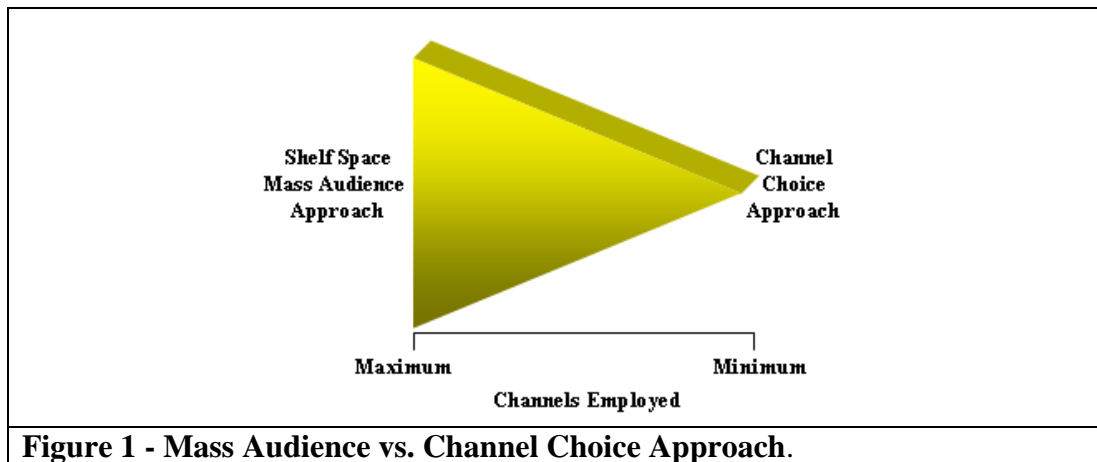 Shelf Space
Mass Audience
Approach
Channel
Choice
Approach
Maximum
Minimum
Channels Employed
Figure 1 - Mass Audience vs. Channel Choice Approach.